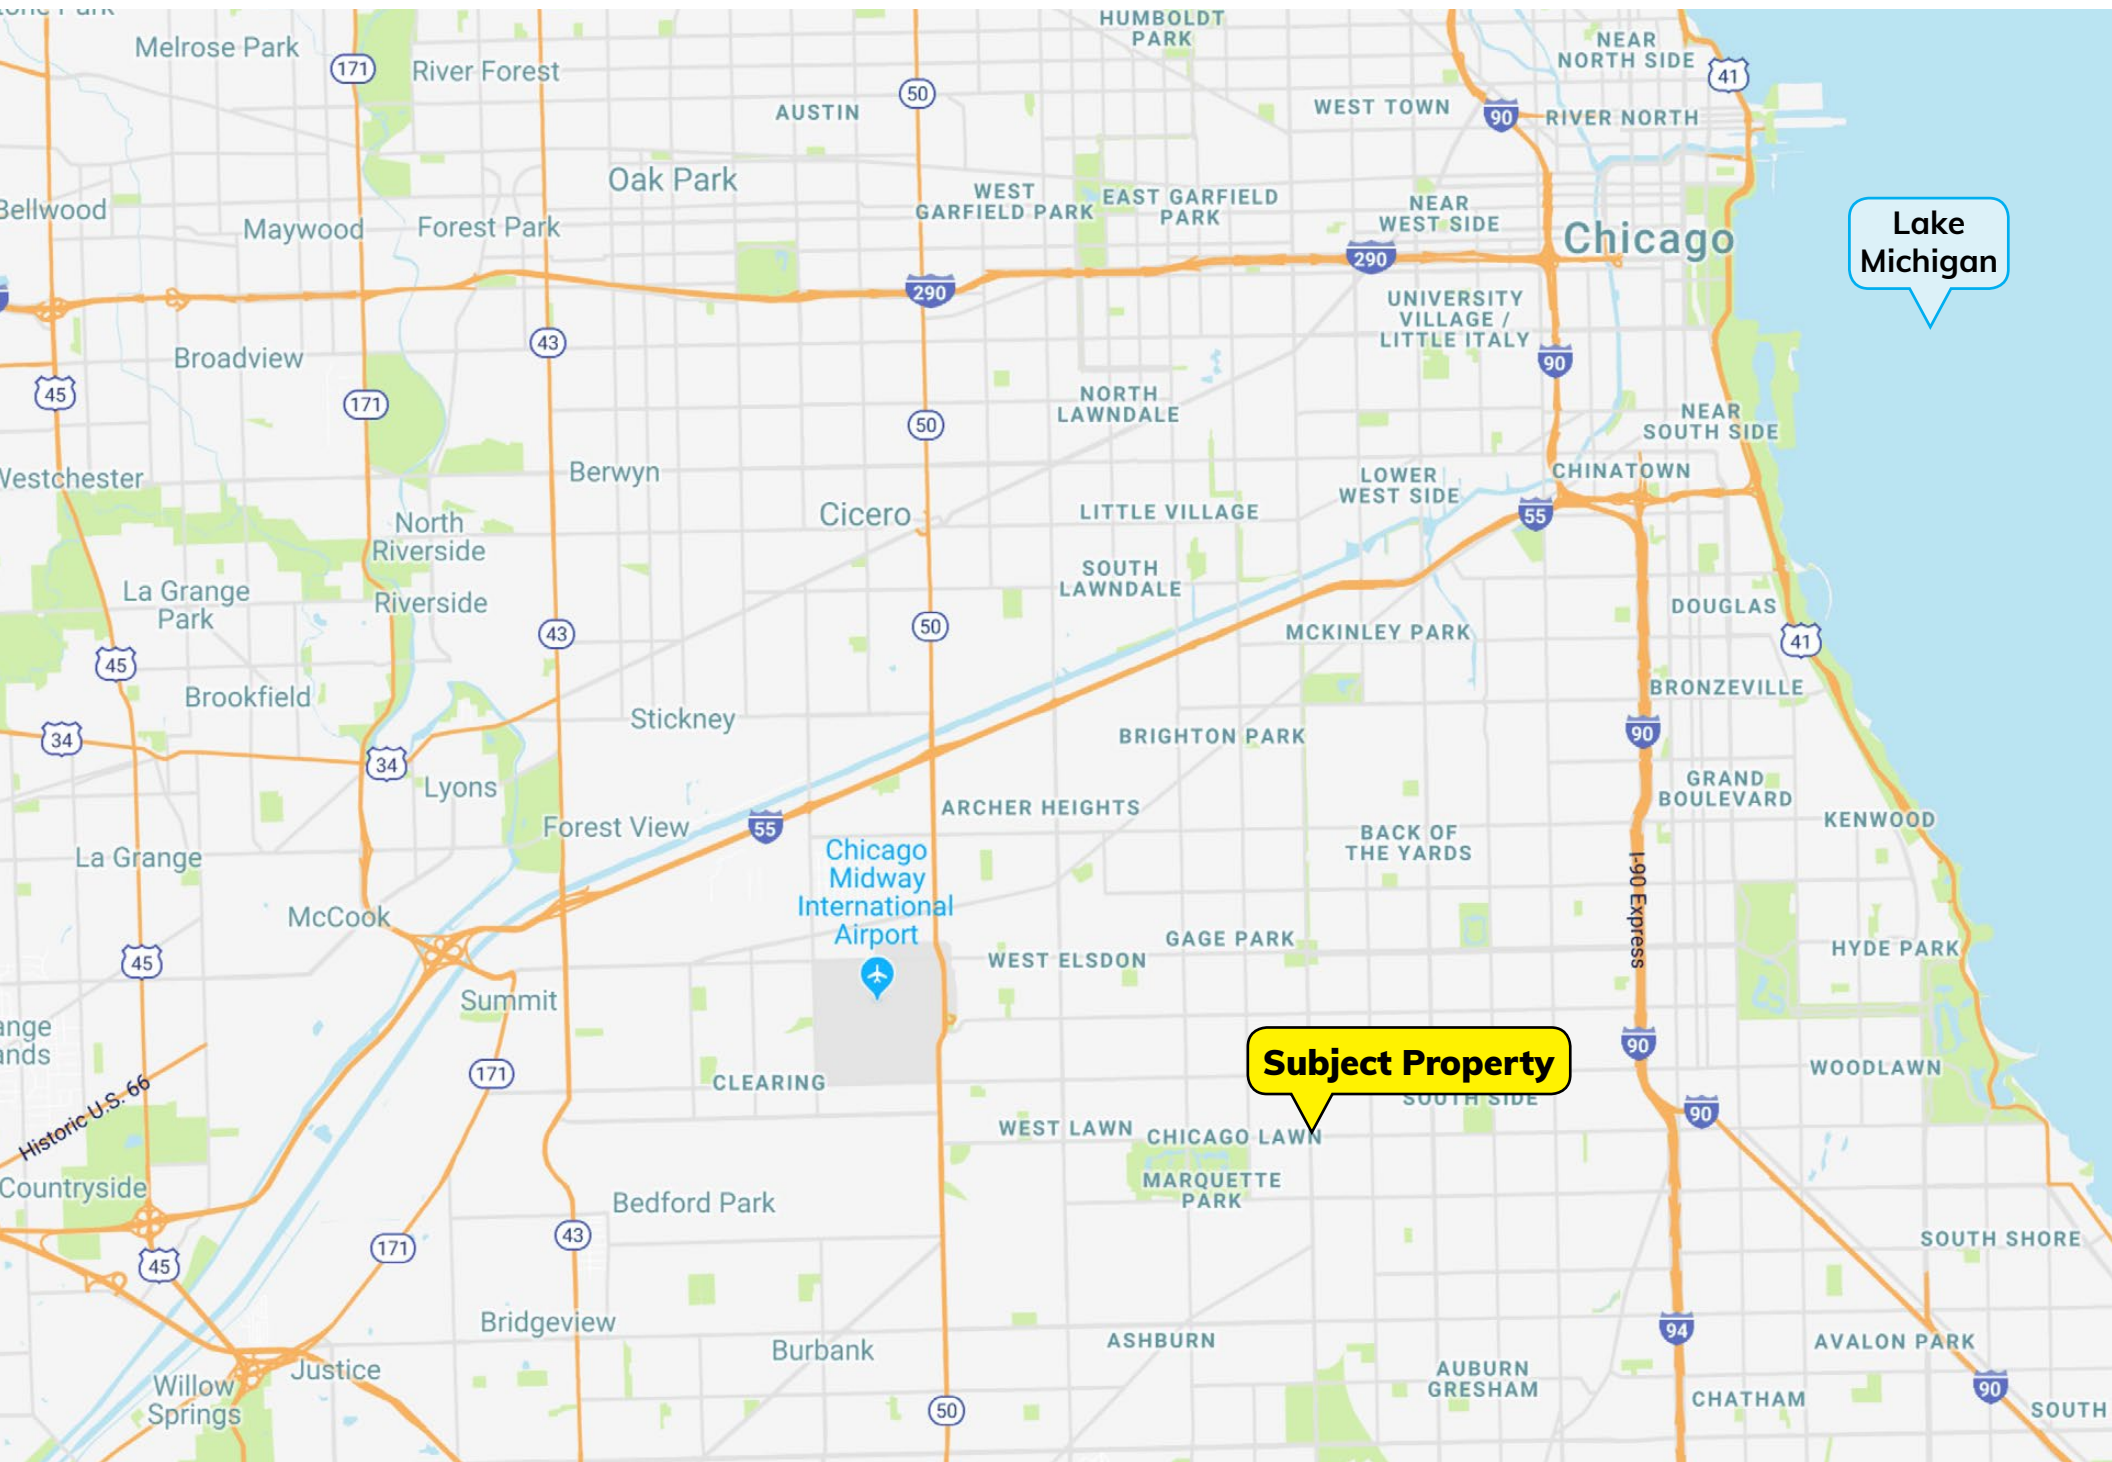 HUMBOLDT
PARK
Melrose Park
171
River Forest
50
AUSTIN
WEST TOWN
90
RIVER NORTH
NEAR
NORTH SIDE
41
Oak Park
WEST
GARFIELD PARK
EAST GARFIELD
PARK
NEAR
WEST SIDE
Chicago
Lake
Michigan
Bellwood
Maywood
Forest Park
290
290
UNIVERSITY
VILLAGE /
LITTLE ITALY
90
43
Broadview
45
171
50
NORTH
LAWNDALE
NEAR
SOUTH SIDE
Westchester
Berwyn
Cicero
LITTLE VILLAGE
LOWER
WEST SIDE
CHINATOWN
55
North
Riverside
La Grange
Park
Riverside
43
50
SOUTH
LAWNDALE
MCKINLEY PARK
DOUGLAS
41
45
Brookfield
34
34
Stickney
BRIGHTON PARK
BRONZEVILLE
90
Lyons
Forest View
55
ARCHER HEIGHTS
BACK OF
THE YARDS
GRAND
BOULEVARD
KENWOOD
La Grange
Chicago
Midway
International
Airport
I-90 Express
McCook
45
WEST ELSDON
GAGE PARK
HYDE PARK
Summit
ange
ands
171
CLEARING
Subject Property
SOUTH SIDE
90
90
WOODLAWN
Historic U.S. 66
WEST LAWN
CHICAGO LAWN
MARQUETTE
PARK
Countryside
Bedford Park
45
171
43
SOUTH SHORE
Bridgeview
Burbank
ASHBURN
94
AVALON PARK
Willow
Springs
Justice
50
AUBURN
GRESHAM
CHATHAM
90
SOUTH